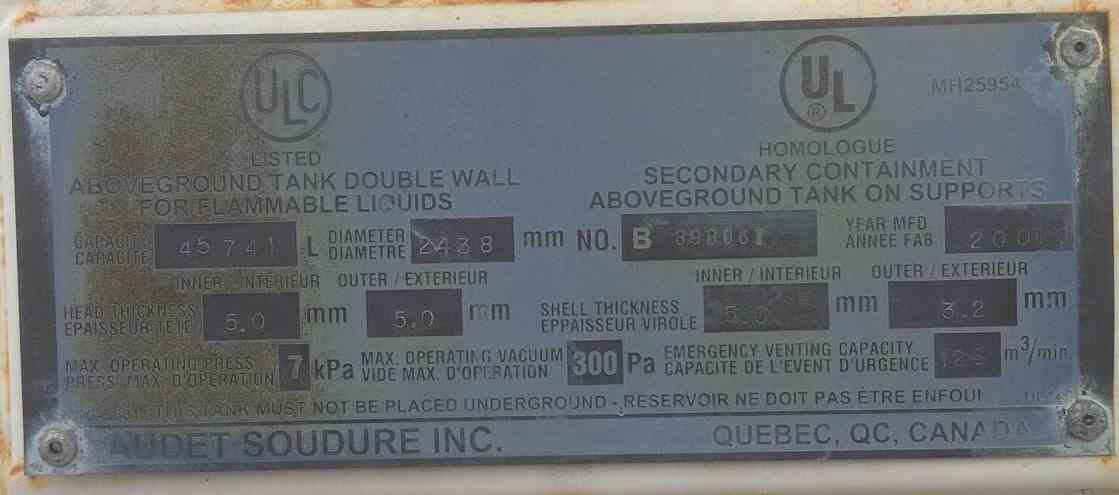 ULC
UL
®
MH25954
LISTED
HOMOLOGUE
ABOVEGROUND TANK DOUBLE WALL
FOR FLAMMABLE LIQUIDS
SECONDARY CONTAINMENT
ABOVEGROUND TANK ON SUPPORTS
CAPACITY
CAPACITE
45741 L
DIAMETER
DIAMETRE
2438 mm
NO. B
YEAR MFD.
ANNEE FAB.
INNER / INTERIEUR OUTER / EXTERIEUR
HEAD THICKNESS
EPAISSEUR TETE
5.0 mm 5.0 mm
INNER / INTERIEUR OUTER / EXTERIEUR
SHELL THICKNESS
EPPAISSEUR VIROLE
5.0 mm 3.2 mm
MAX. OPERATING PRESS
PRESS. MAX. D'OPERATION
7 kPa
MAX. OPERATING VACUUM
VIDE MAX. D'OPERATION
300 Pa
EMERGENCY VENTING CAPACITY
CAPACITE DE L'EVENT D'URGENCE
m³/min.
THIS TANK MUST NOT BE PLACED UNDERGROUND - RESERVOIR NE DOIT PAS ÉTRE ENFOUI
AUDET SOUDURE INC.
QUEBEC, QC, CANADA